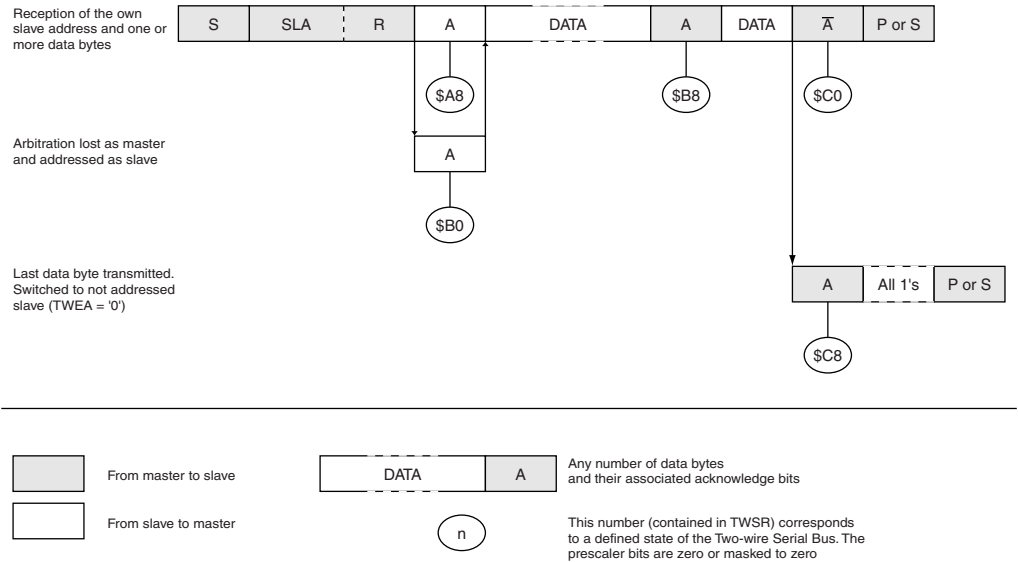 Reception of the own
slave address and one or
more data bytes
S SLA R A DATA A DATA A̅ P or S
$A8 $B8 $C0
Arbitration lost as master
and addressed as slave
A
$B0
Last data byte transmitted.
Switched to not addressed
slave (TWEA = '0')
A All 1's P or S
$C8
From master to slave
DATA A
Any number of data bytes
and their associated acknowledge bits
From slave to master
n
This number (contained in TWSR) corresponds
to a defined state of the Two-wire Serial Bus. The
prescaler bits are zero or masked to zero